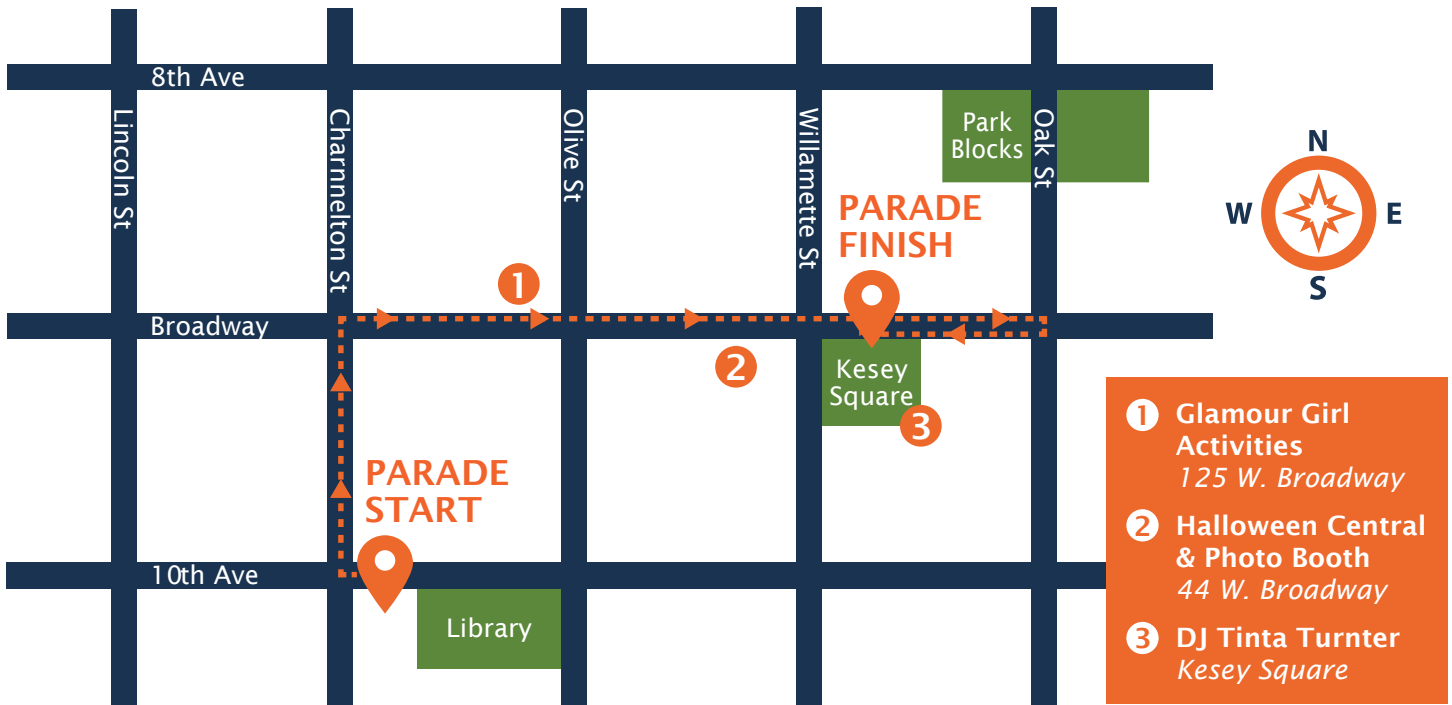 8th Ave
Lincoln St
Charnnelton St
Olive St
Willamette St
Oak St
Park
Blocks
N
W
E
S
PARADE
FINISH
1
Broadway
2
Kesey
Square
3
PARADE
START
10th Ave
Library
1 Glamour Girl
Activities
125 W. Broadway
2 Halloween Central
& Photo Booth
44 W. Broadway
3 DJ Tinta Turnter
Kesey Square